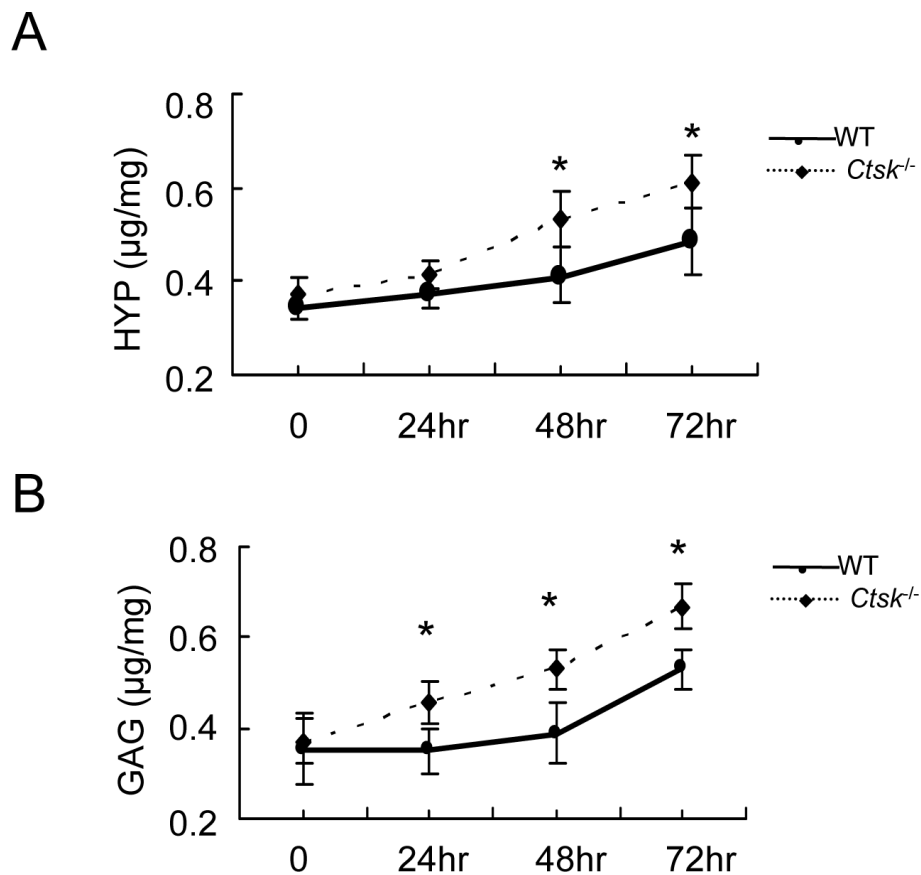 A
0.8
0.6
0.4
0.2
HYP (µg/mg)
*
*
WT
Ctsk-/-
0 24hr 48hr 72hr
B
0.8
0.6
0.4
0.2
GAG (µg/mg)
*
*
*
WT
Ctsk-/-
0 24hr 48hr 72hr